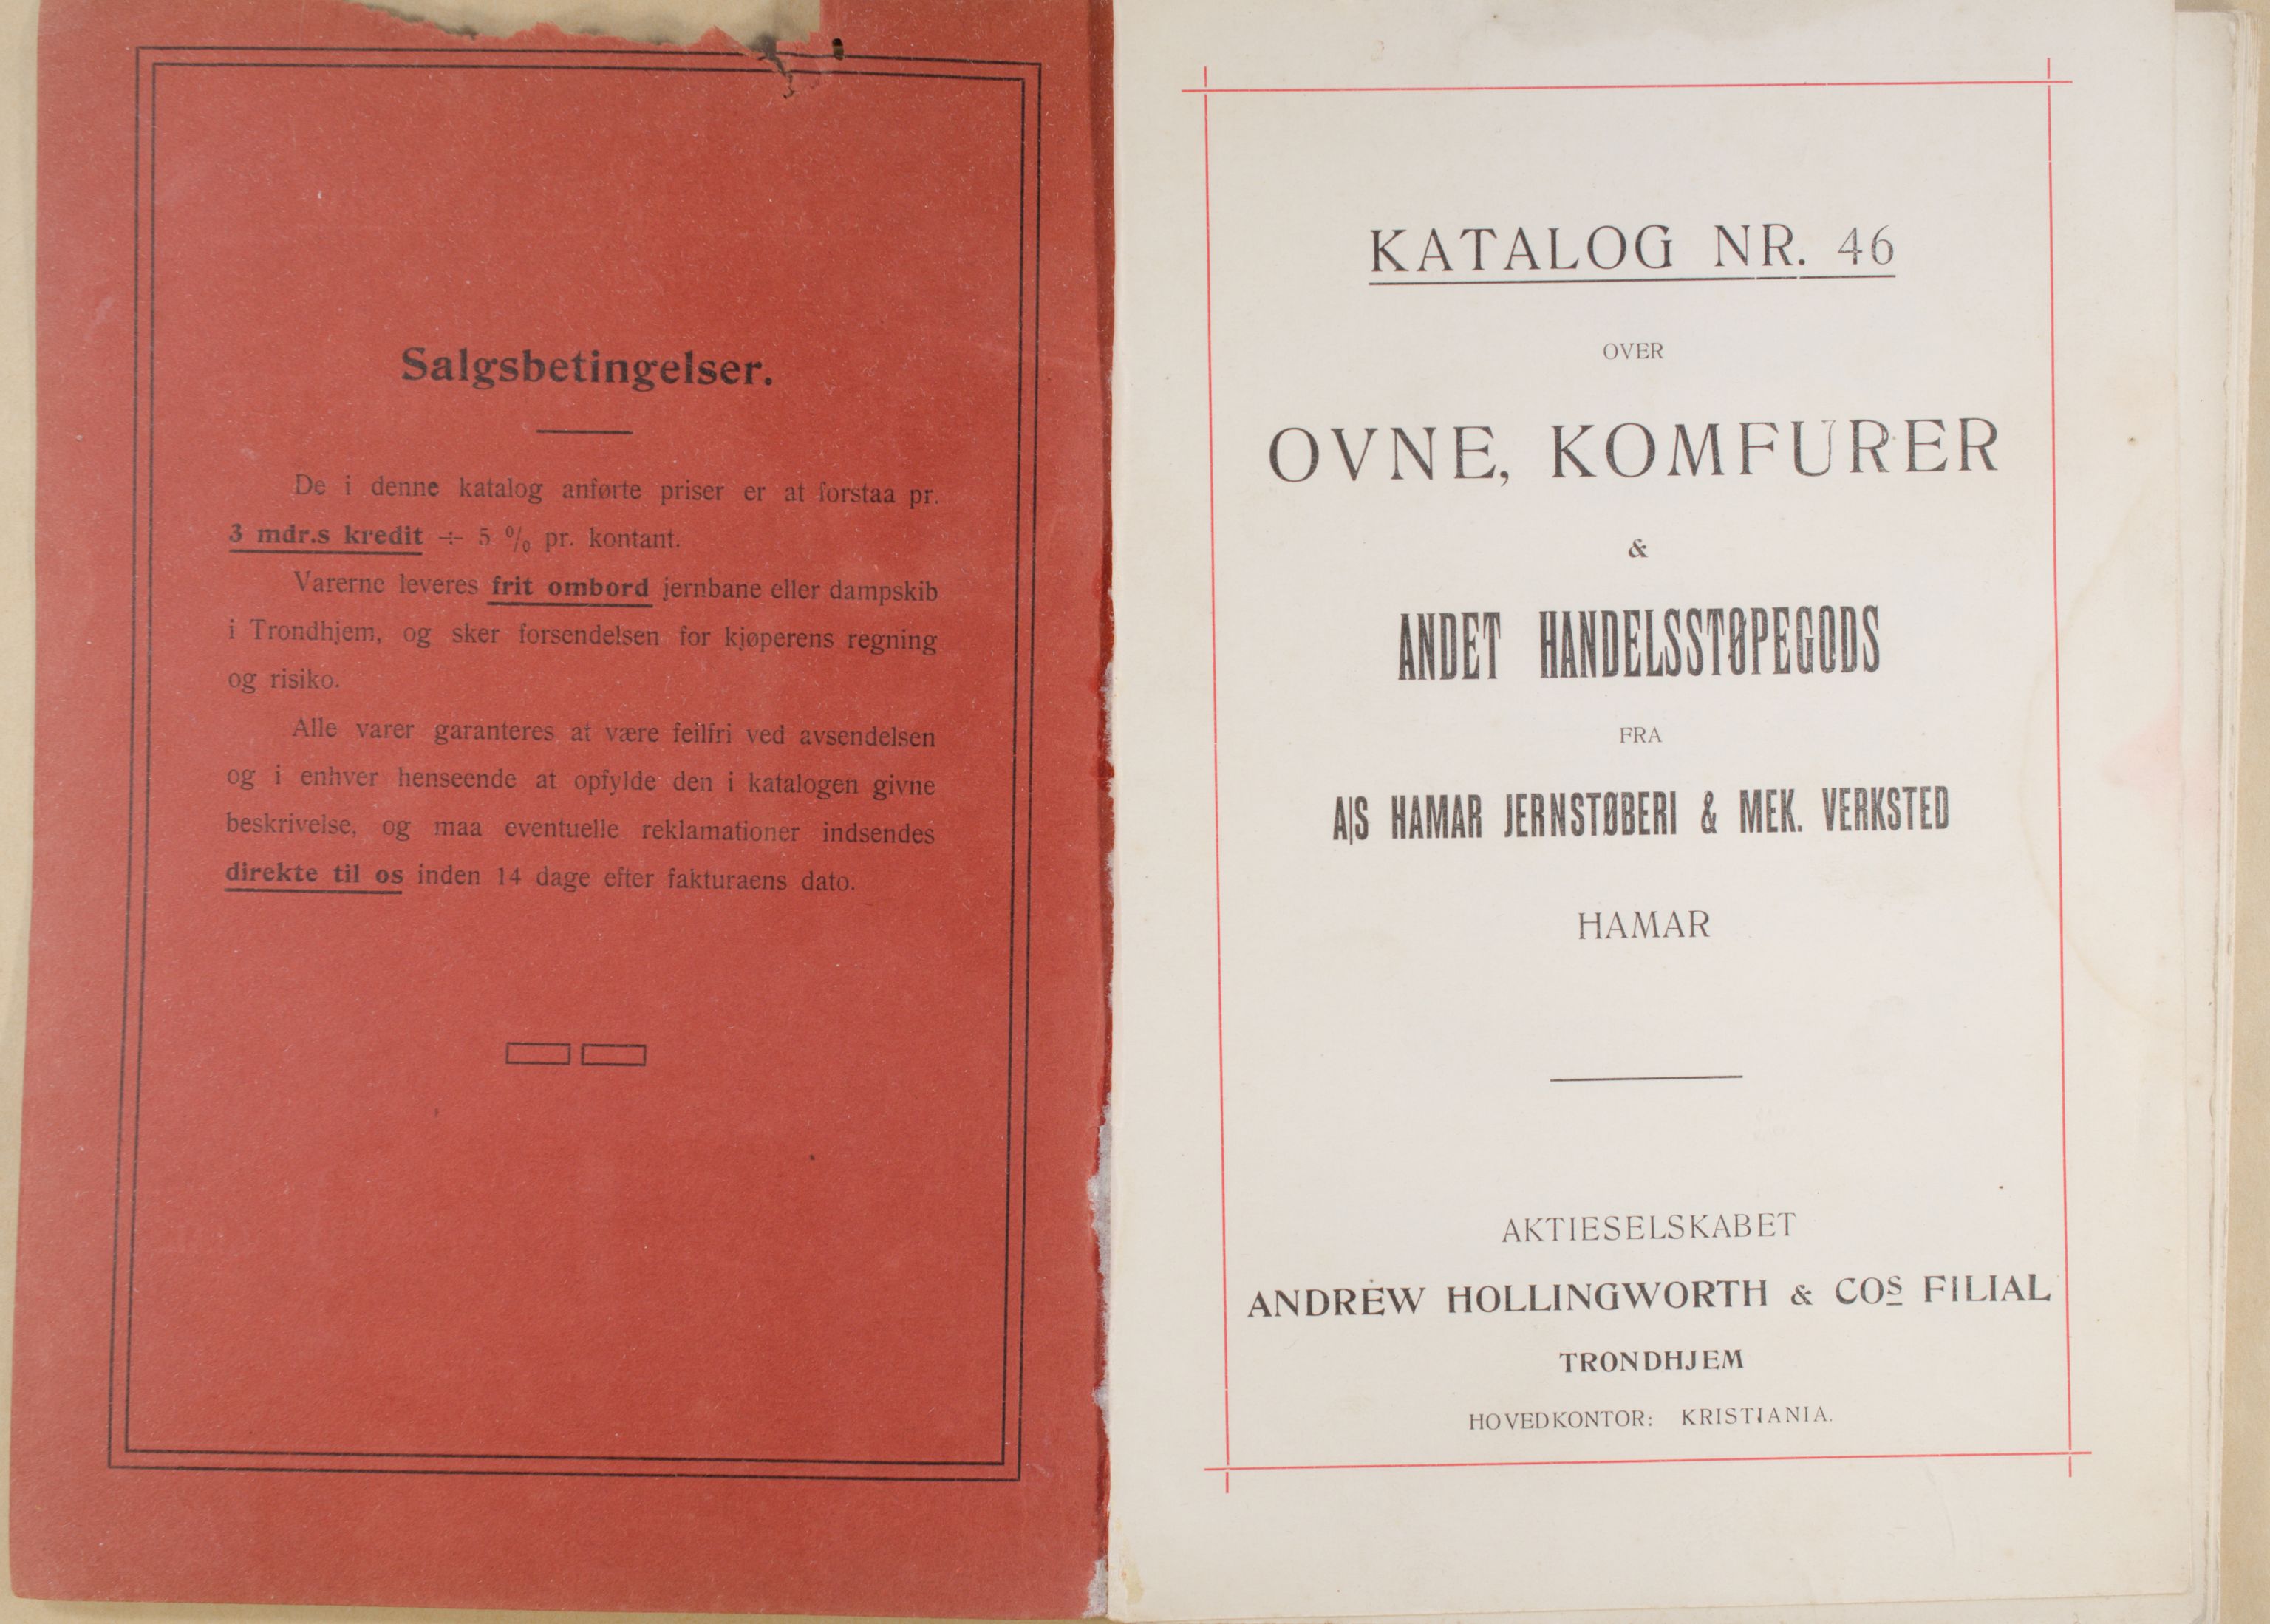 Salgsbetingelser.
De i denne katalog anførte priser er at forstaa pr.
3 mdr.s kredit ÷ 5 % pr. kontant.
Varerne leveres frit ombord jernbane eller dampskib
i Trondhjem, og sker forsendelsen for kjøperens regning
og risiko.
Alle varer garanteres at være feilfri ved avsendelsen
og i enhver henseende at opfylde den i katalogen givne
beskrivelse, og maa eventuelle reklamationer indsendes
direkte til os inden 14 dage efter fakturaens dato.
KATALOG NR. 46
OVER
OVNE, KOMFURER
&
ANDET HANDELSSTØPEGODS
FRA
A|S HAMAR JERNSTØBERI & MEK. VERKSTED
HAMAR
AKTIESELSKABET
ANDREW HOLLINGWORTH & COS FILIAL
TRONDHJEM
HOVEDKONTOR: KRISTIANIA.